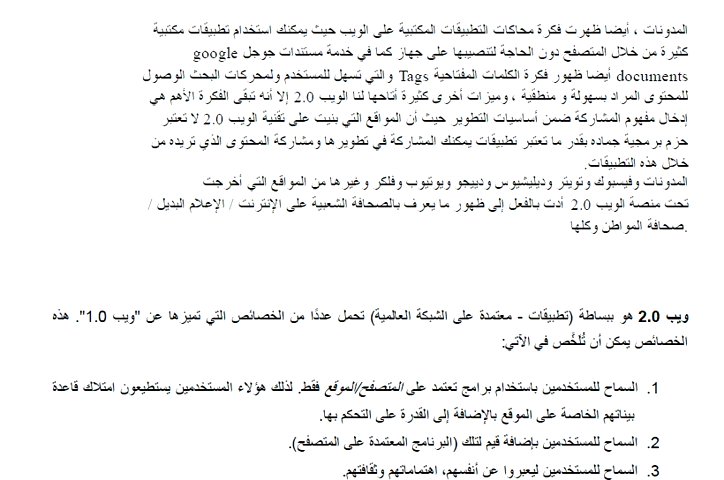 المدونات ، أيضا ظهرت فكرة محاكات التطبيقات المكتبية على الويب حيث يمكنك استخدام تطبيقات مكتبية
كثيرة من خلال المتصفح دون الحاجة لتنصيبها على جهاز كما في خدمة مستندات جوجل google
documents أيضا ظهور فكرة الكلمات المفتاحية Tags والتي تسهل للمستخدم ولمحركات البحث الوصول
للمحتوى المراد بسهولة و منطقية ، وميزات أخرى كثيرة أتاحها لنا الويب 2.0 إلا أنه تبقى الفكرة الأهم هي
إدخال مفهوم المشاركة ضمن أساسيات التطوير حيث أن المواقع التي بنيت على تقنية الويب 2.0 لا تعتبر
حزم برمجية جماده بقدر ما تعتبر تطبيقات يمكنك المشاركة في تطويرها ومشاركة المحتوى الذي تريده من
خلال هذه التطبيقات.
المدونات وفيسبوك وتويتر وديليشيوس ودييجو ويوتيوب وفلكر وغيرها من المواقع التي أخرجت
تحت منصة الويب 2.0 أدت بالفعل إلى ظهور ما يعرف بالصحافة الشعبية على الإنترنت / الإعلام البديل /
صحافة المواطن وكلها.
ويب 2.0 هو ببساطة (تطبيقات - معتمدة على الشبكة العالمية) تحمل عددًا من الخصائص التي تميزها عن "ويب 1.0". هذه
الخصائص يمكن أن تُلخَّص في الآتي:
1. السماح للمستخدمين باستخدام برامج تعتمد على المتصفح/الموقع فقط. لذلك هؤلاء المستخدمين يستطيعون امتلاك قاعدة
بيناتهم الخاصة على الموقع بالإضافة إلى القدرة على التحكم بها.
2. السماح للمستخدمين بإضافة قيم لتلك (البرنامج المعتمدة على المتصفح).
3. السماح للمستخدمين ليعبروا عن أنفسهم، اهتماماتهم وثقافتهم.